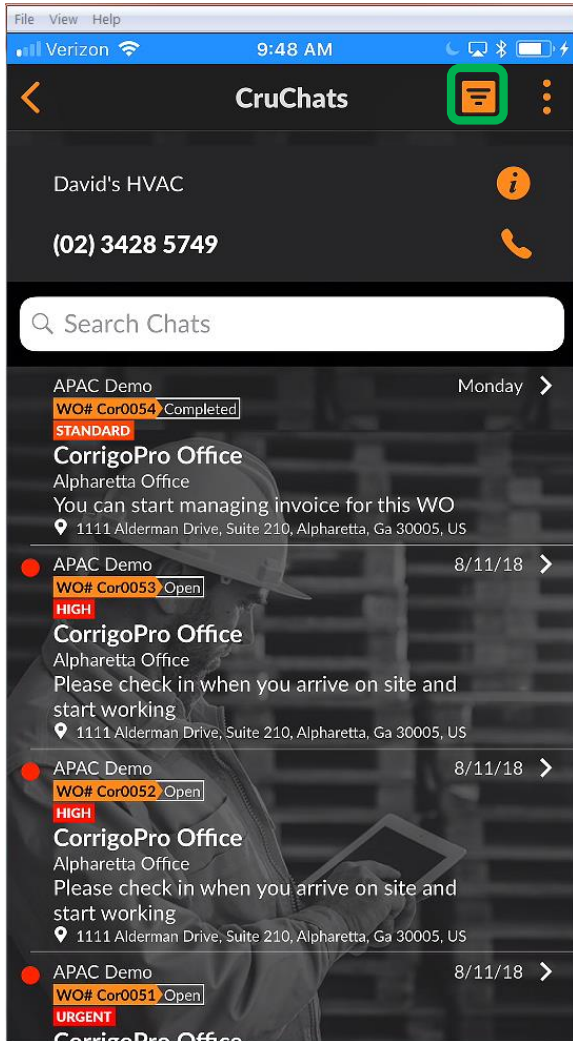 File View Help
Verizon 9:48 AM
CruChats
David's HVAC
(02) 3428 5749
Search Chats
APAC Demo Monday
WO# Cor0054 Completed
STANDARD
CorrigoPro Office
Alpharetta Office
You can start managing invoice for this WO
1111 Alderman Drive, Suite 210, Alpharetta, Ga 30005, US
APAC Demo 8/11/18
WO# Cor0053 Open
HIGH
CorrigoPro Office
Alpharetta Office
Please check in when you arrive on site and
start working
1111 Alderman Drive, Suite 210, Alpharetta, Ga 30005, US
APAC Demo 8/11/18
WO# Cor0052 Open
HIGH
CorrigoPro Office
Alpharetta Office
Please check in when you arrive on site and
start working
1111 Alderman Drive, Suite 210, Alpharetta, Ga 30005, US
APAC Demo 8/11/18
WO# Cor0051 Open
URGENT
CorrigoPro Office